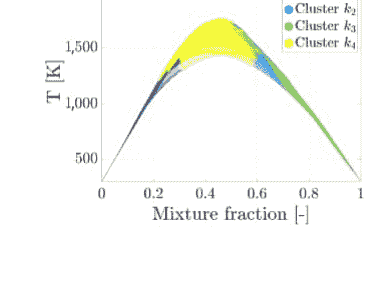 Cluster k₂
Cluster k₃
Cluster k₄
1,500
1,000
500
T [K]
0 0.2 0.4 0.6 0.8 1
Mixture fraction [-]